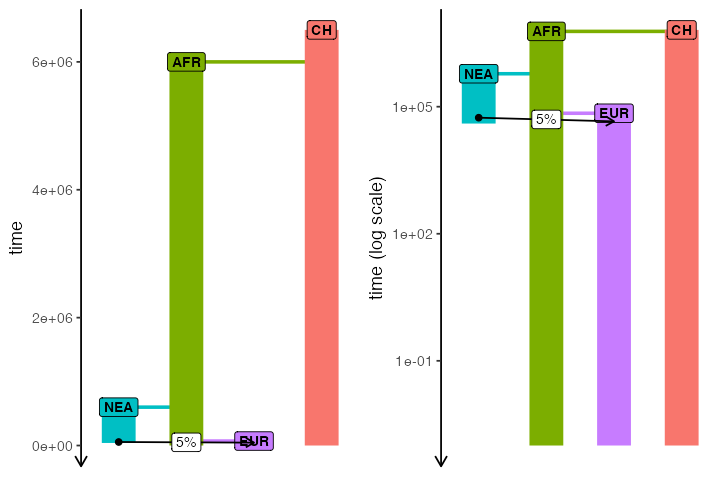 time
6e+06
4e+06
2e+06
0e+00
CH
AFR
NEA
5%
EUR
time (log scale)
1e+05
1e+02
1e-01
CH
AFR
NEA
EUR
5%